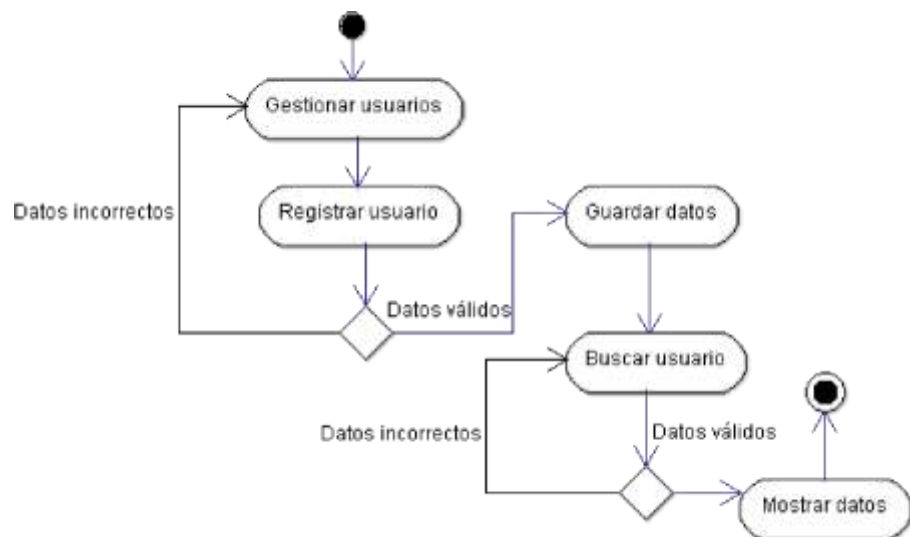 Gestionar usuarios
Datos incorrectos
Registrar usuario
Guardar datos
Datos válidos
Buscar usuario
Datos incorrectos
Datos válidos
Mostrar datos